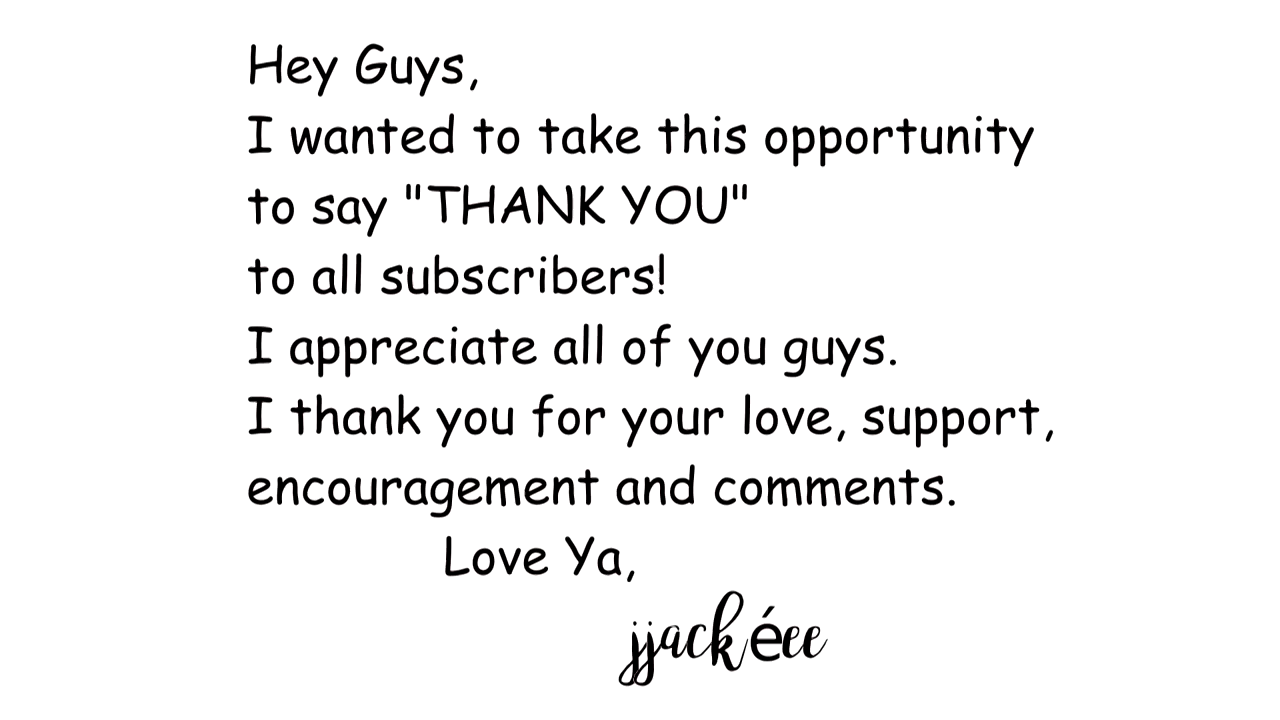 Hey Guys,
I wanted to take this opportunity
to say "THANK YOU"
to all subscribers!
I appreciate all of you guys.
I thank you for your love, support,
encouragement and comments.
Love Ya,
jjackéee